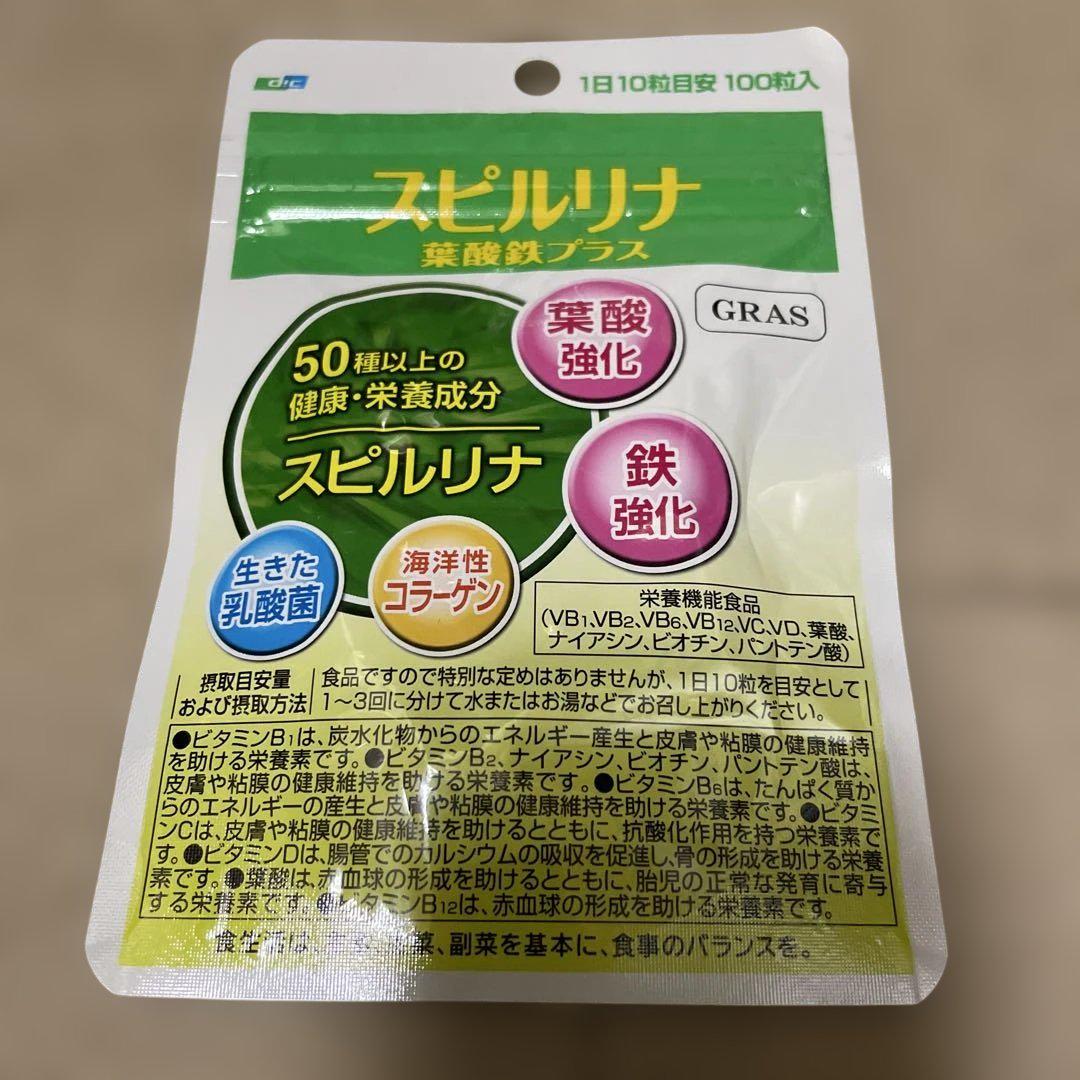 dic
1日10粒目安 100粒入
スピルリナ
葉酸鉄プラス
GRAS
葉酸
強化
50種以上の
健康・栄養成分
スピルリナ
鉄
強化
生きた
乳酸菌
海洋性
コラーゲン
栄養機能食品
(VB1、VB2、VB6、VB12、VC、VD、葉酸、
ナイアシン、ビオチン、パントテン酸)
摂取目安量
および摂取方法
食品ですので特別な定めはありませんが、1日10粒を目安として
1〜3回に分けて水またはお湯などでお召し上がりください。
●ビタミンB1は、炭水化物からのエネルギー産生と皮膚や粘膜の健康維持
を助ける栄養素です。●ビタミンB2、ナイアシン、ビオチン、パントテン酸は、
皮膚や粘膜の健康維持を助ける栄養素です。●ビタミンB6は、たんぱく質か
らのエネルギーの産生と皮膚や粘膜の健康維持を助ける栄養素です。●ビタミ
ンCは、皮膚や粘膜の健康維持を助けるとともに、抗酸化作用を持つ栄養素で
す。●ビタミンDは、腸管でのカルシウムの吸収を促進し、骨の形成を助ける栄養
素です。●葉酸は、赤血球の形成を助けるとともに、胎児の正常な発育に寄与
する栄養素です。●ビタミンB12は、赤血球の形成を助ける栄養素です。
食生活は、菜、副菜を基本に、食事のバランスを。